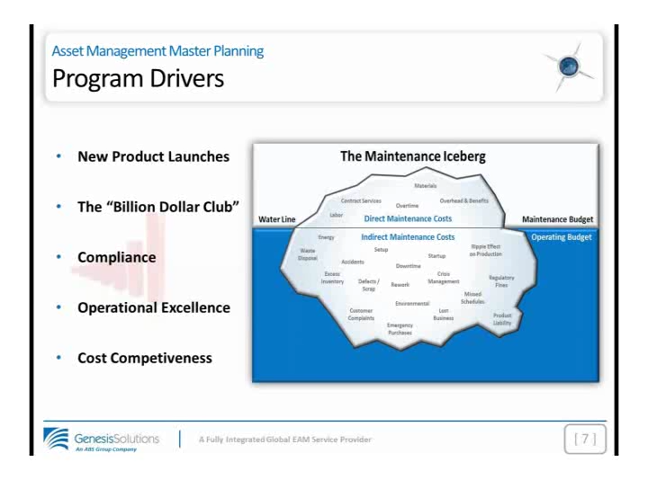 Asset Management Master Planning
Program Drivers
• New Product Launches
• The “Billion Dollar Club”
• Compliance
• Operational Excellence
• Cost Competiveness
The Maintenance Iceberg
Materials
Contract Services
Overtime
Overhead & Benefits
Labor
Water Line
Direct Maintenance Costs
Maintenance Budget
Indirect Maintenance Costs
Operating Budget
Energy
Setup
Ripple Effect
on Production
Waste
Disposal
Accidents
Startup
Downtime
Excess
Inventory
Defects /
Scrap
Rework
Crisis
Management
Regulatory
Fines
Environmental
Missed
Schedules
Customer
Complaints
Lost
Business
Product
Liability
Emergency
Purchases
GenesisSolutions
An ABS Group Company
A Fully Integrated Global EAM Service Provider
[ 7 ]